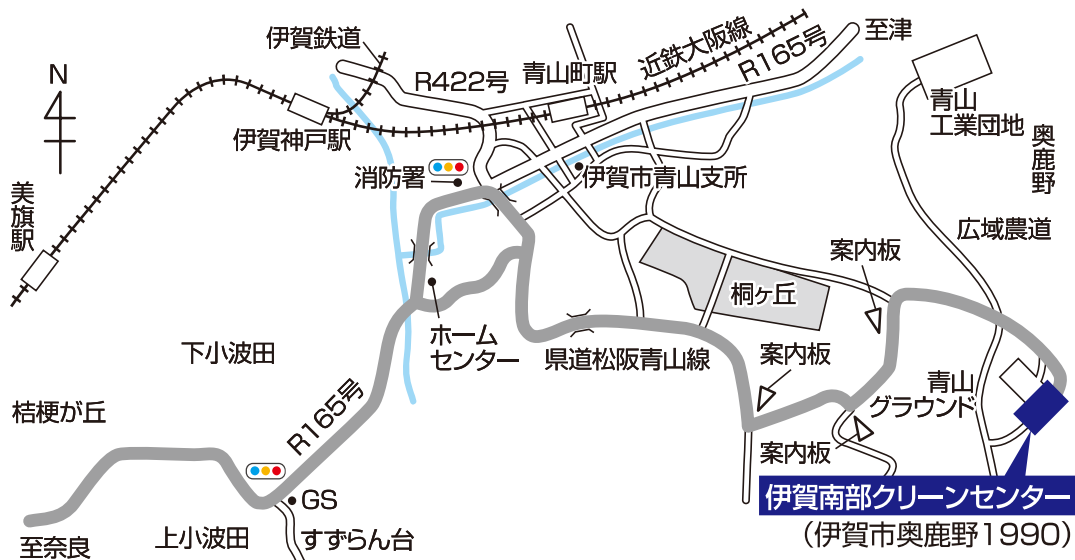 伊賀鉄道
R422号
青山町駅
近鉄大阪線
R165号
至津
N
伊賀神戸駅
青山
工業団地
奥鹿野
消防署
伊賀市青山支所
美旗駅
広域農道
案内板
桐ヶ丘
ホーム
センター
県道松阪青山線
下小波田
案内板
青山
グラウンド
桔梗が丘
R165号
案内板
GS
伊賀南部クリーンセンター
(伊賀市奥鹿野1990)
至奈良
上小波田
すずらん台